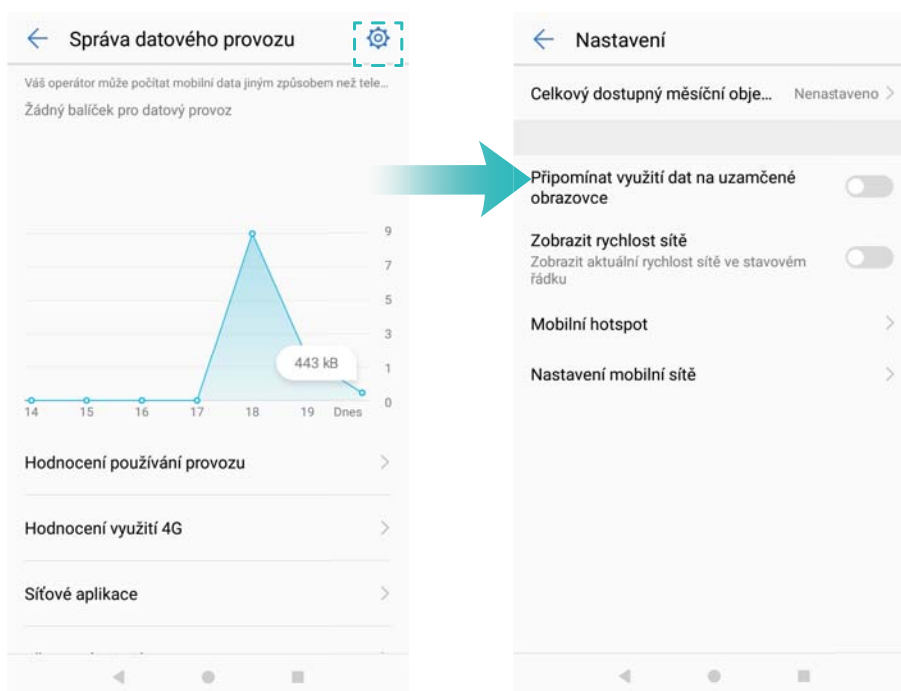 Správa datového provozu
Váš operátor může počítat mobilní data jiným způsobem než tele...
Žádný balíček pro datový provoz
9
7
5
3
443 kB
1
0
14 15 16 17 18 19 Dnes
Hodnocení používání provozu
Hodnocení využití 4G
Síťové aplikace
Nastavení
Celkový dostupný měsíční obje... Nenastaveno
Připomínat využití dat na uzamčené
obrazovce
Zobrazit rychlost sítě
Zobrazit aktuální rychlost sítě ve stavovém
řádku
Mobilní hotspot
Nastavení mobilní sítě